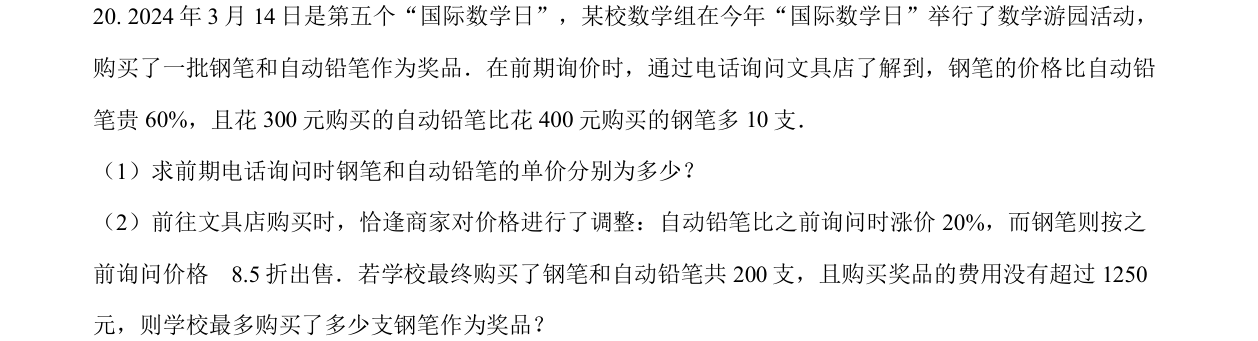 20. 2024 年 3 月 14 日是第五个“国际数学日”，某校数学组在今年“国际数学日”举行了数学游园活动，
购买了一批钢笔和自动铅笔作为奖品．在前期询价时，通过电话询问文具店了解到，钢笔的价格比自动铅
笔贵 60%，且花 300 元购买的自动铅笔比花 400 元购买的钢笔多 10 支．
（1）求前期电话询问时钢笔和自动铅笔的单价分别为多少？
（2）前往文具店购买时，恰逢商家对价格进行了调整：自动铅笔比之前询问时涨价 20%，而钢笔则按之
前询问价格 8.5 折出售．若学校最终购买了钢笔和自动铅笔共 200 支，且购买奖品的费用没有超过 1250
元，则学校最多购买了多少支钢笔作为奖品？